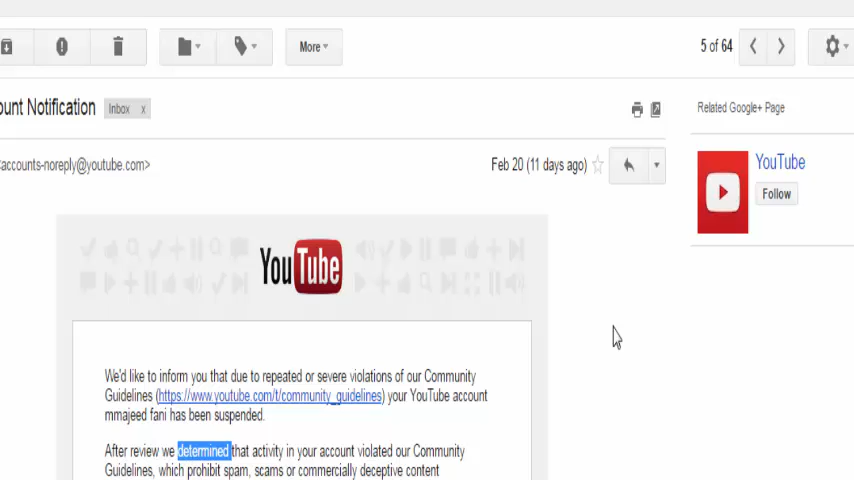 More
5 of 64
ount Notification
Inbox x
Related Google+ Page
accounts-noreply@youtube.com>
Feb 20 (11 days ago)
YouTube
Follow
YouTube
We'd like to inform you that due to repeated or severe violations of our Community
Guidelines (https://www.youtube.com/t/community_guidelines) your YouTube account
mmajeed fani has been suspended.
After review we determined that activity in your account violated our Community
Guidelines, which prohibit spam, scams or commercially deceptive content